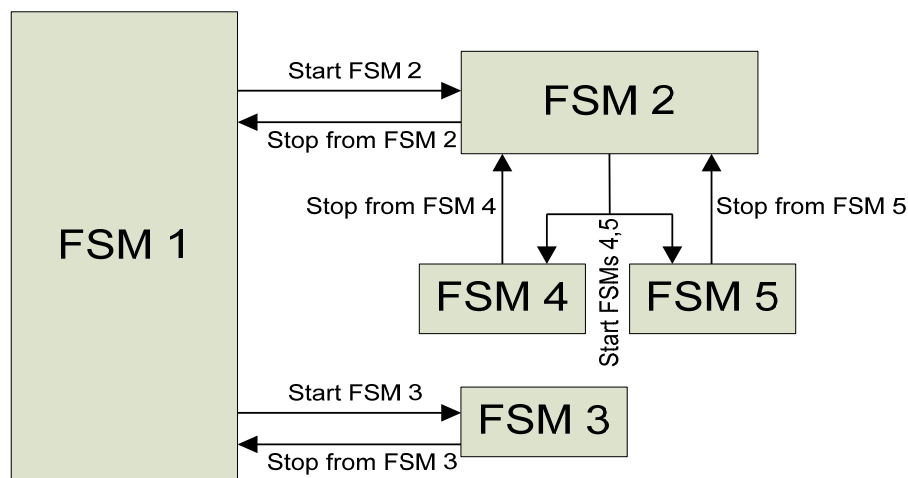 FSM 1
Start FSM 2
Stop from FSM 2
FSM 2
Stop from FSM 4
Start FSMs 4,5
Stop from FSM 5
FSM 4
FSM 5
Start FSM 3
Stop from FSM 3
FSM 3